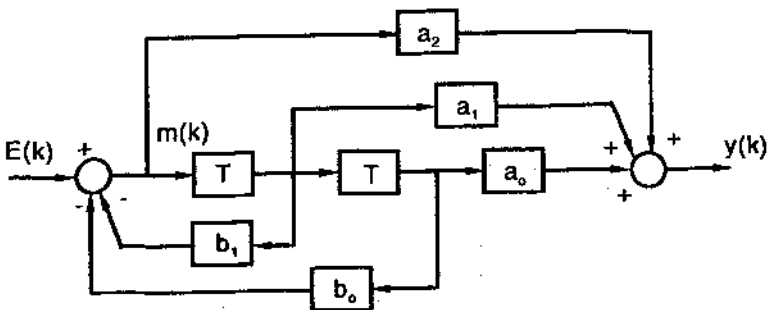 a₂
a₁
E(k)
+
m(k)
T
T
a₀
+
+
+
y(k)
-
-
b₁
b₀